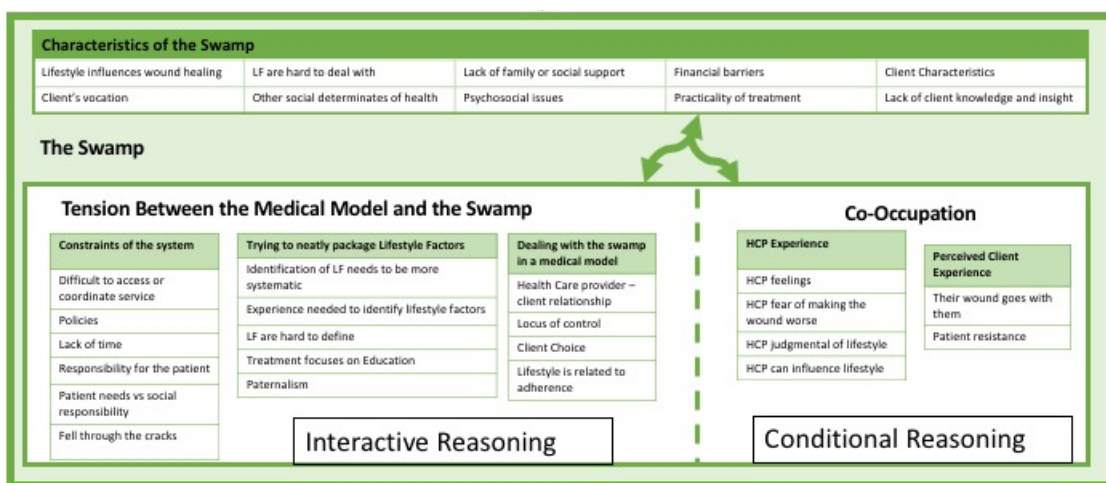 Characteristics of the Swamp
Lifestyle influences wound healing
LF are hard to deal with
Lack of family or social support
Financial barriers
Client Characteristics
Client's vocation
Other social determinates of health
Psychosocial issues
Practicality of treatment
Lack of client knowledge and insight
The Swamp
Tension Between the Medical Model and the Swamp
Constraints of the system
Difficult to access or
coordinate service
Policies
Lack of time
Responsibility for the patient
Patient needs vs social
responsibility
Fell through the cracks
Trying to neatly package Lifestyle Factors
Identification of LF needs to be more
systematic
Experience needed to identify lifestyle factors
LF are hard to define
Treatment focuses on Education
Paternalism
Dealing with the swamp
in a medical model
Health Care provider –
client relationship
Locus of control
Client Choice
Lifestyle is related to
adherence
Interactive Reasoning
Co-Occupation
HCP Experience
HCP feelings
HCP fear of making the
wound worse
HCP judgmental of lifestyle
HCP can influence lifestyle
Perceived Client
Experience
Their wound goes with
them
Patient resistance
Conditional Reasoning